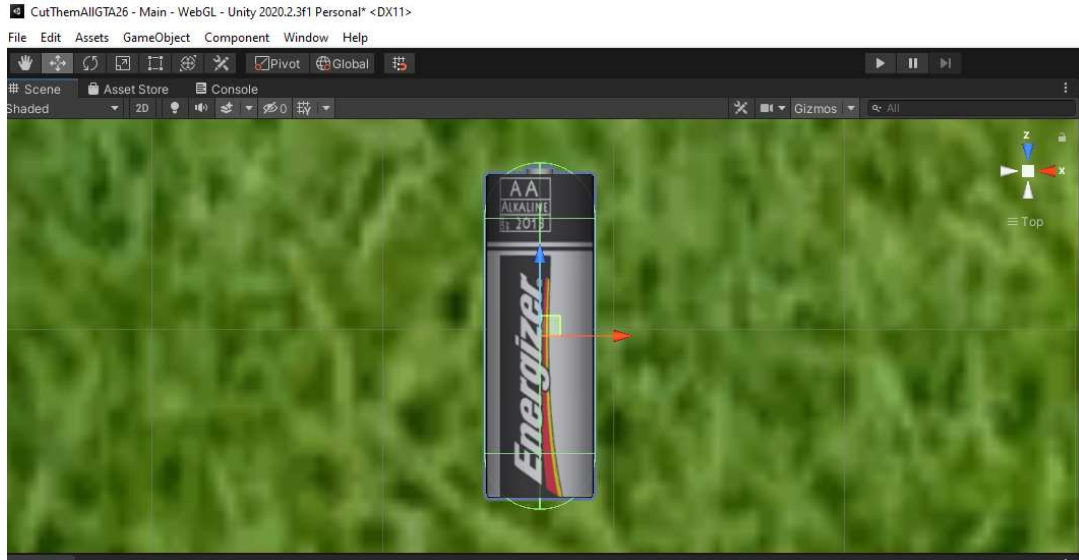 CutThemAllGTA26 - Main - WebGL - Unity 2020.2.3f1 Personal* <DX11>
File Edit Assets GameObject Component Window Help
Pivot Global
Scene Asset Store Console
Shaded 2D 0 Gizmos All
z
x
Top
AA
ALKALINE
2013
Energizer